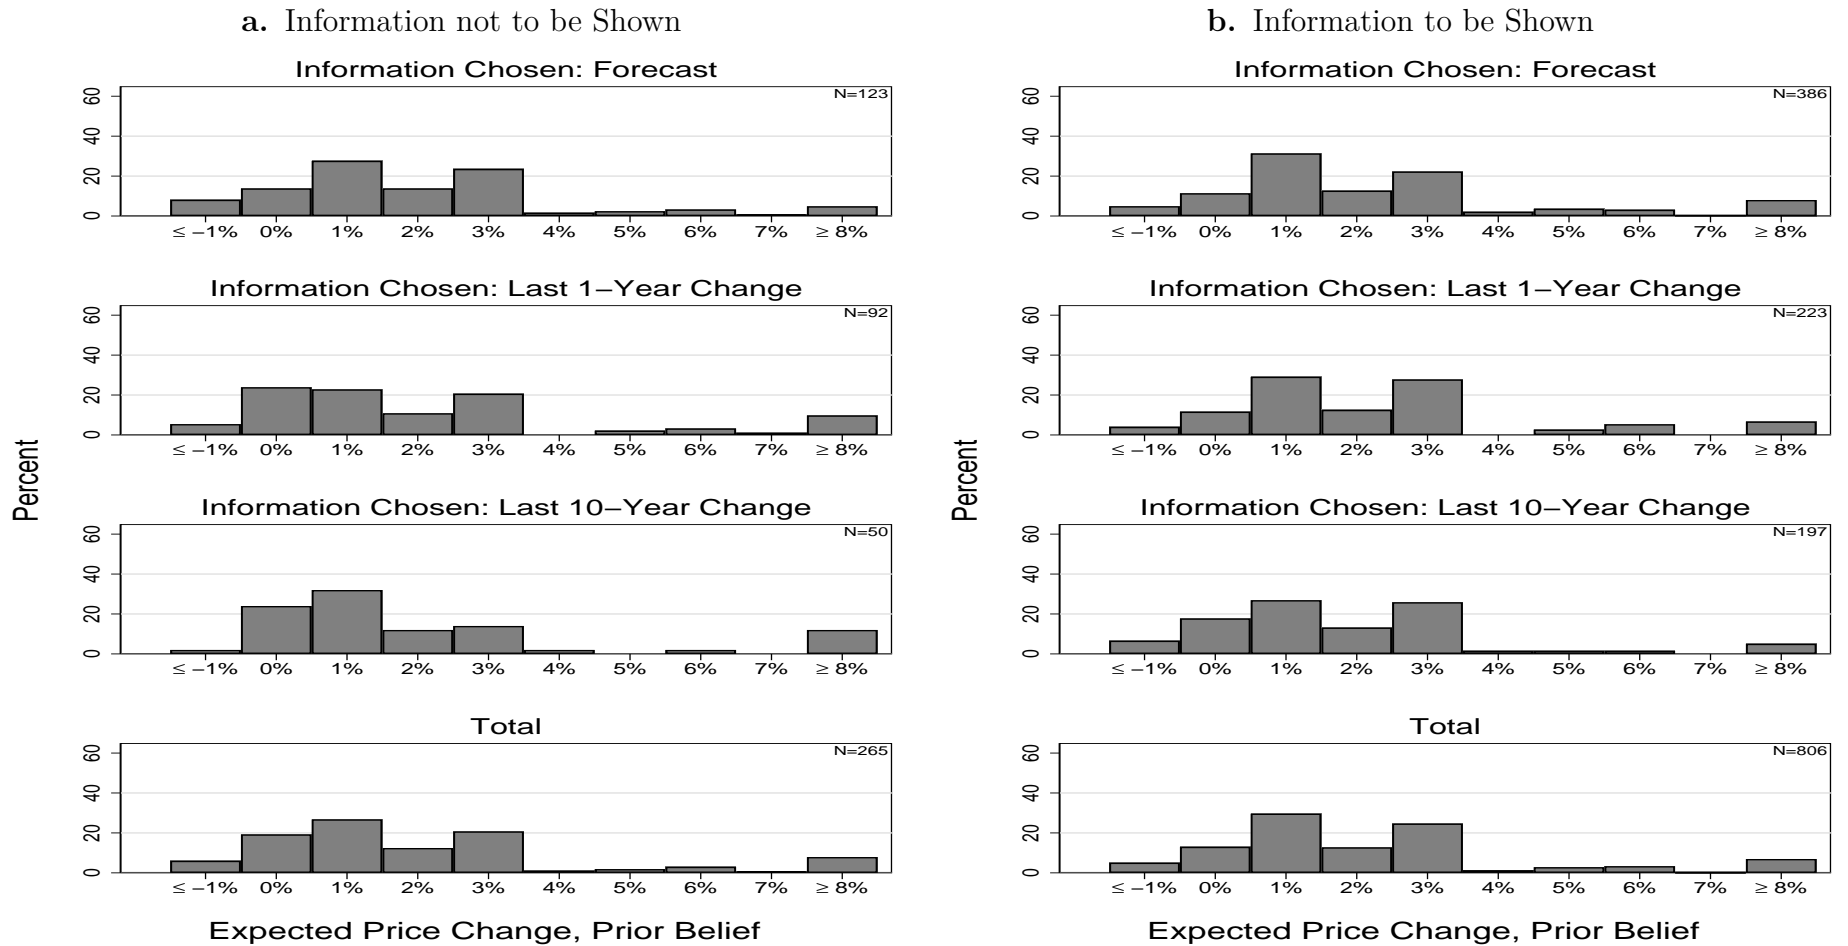 a. Information not to be Shown
Information Chosen: Forecast
N=123
60
40
20
0
≤ −1% 0% 1% 2% 3% 4% 5% 6% 7% ≥ 8%
Information Chosen: Last 1−Year Change
N=92
60
40
20
0
≤ −1% 0% 1% 2% 3% 4% 5% 6% 7% ≥ 8%
Information Chosen: Last 10−Year Change
N=50
60
40
20
0
≤ −1% 0% 1% 2% 3% 4% 5% 6% 7% ≥ 8%
Total
N=265
60
40
20
0
≤ −1% 0% 1% 2% 3% 4% 5% 6% 7% ≥ 8%
Percent
Expected Price Change, Prior Belief
b. Information to be Shown
Information Chosen: Forecast
N=386
60
40
20
0
≤ −1% 0% 1% 2% 3% 4% 5% 6% 7% ≥ 8%
Information Chosen: Last 1−Year Change
N=223
60
40
20
0
≤ −1% 0% 1% 2% 3% 4% 5% 6% 7% ≥ 8%
Information Chosen: Last 10−Year Change
N=197
60
40
20
0
≤ −1% 0% 1% 2% 3% 4% 5% 6% 7% ≥ 8%
Total
N=806
60
40
20
0
≤ −1% 0% 1% 2% 3% 4% 5% 6% 7% ≥ 8%
Percent
Expected Price Change, Prior Belief